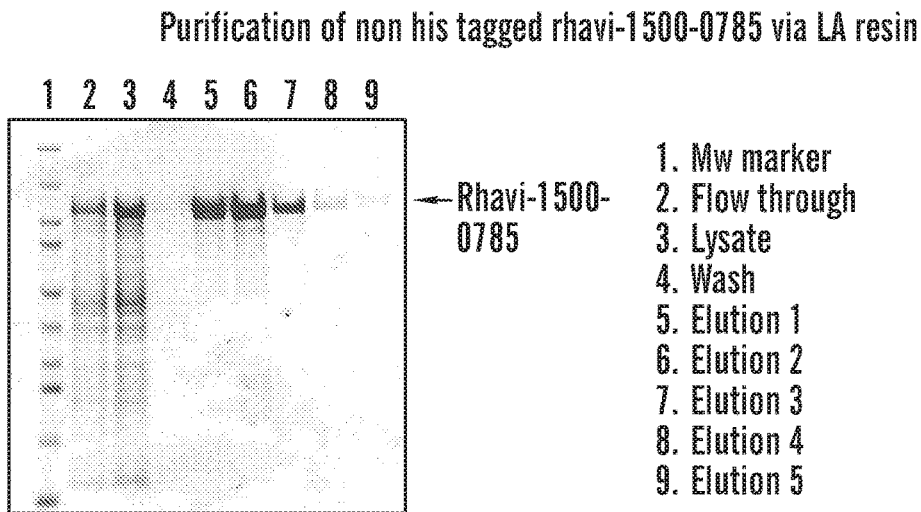 Purification of non his tagged rhavi-1500-0785 via LA resin
1 2 3 4 5 6 7 8 9
Rhavi-1500-
0785
1. Mw marker
2. Flow through
3. Lysate
4. Wash
5. Elution 1
6. Elution 2
7. Elution 3
8. Elution 4
9. Elution 5